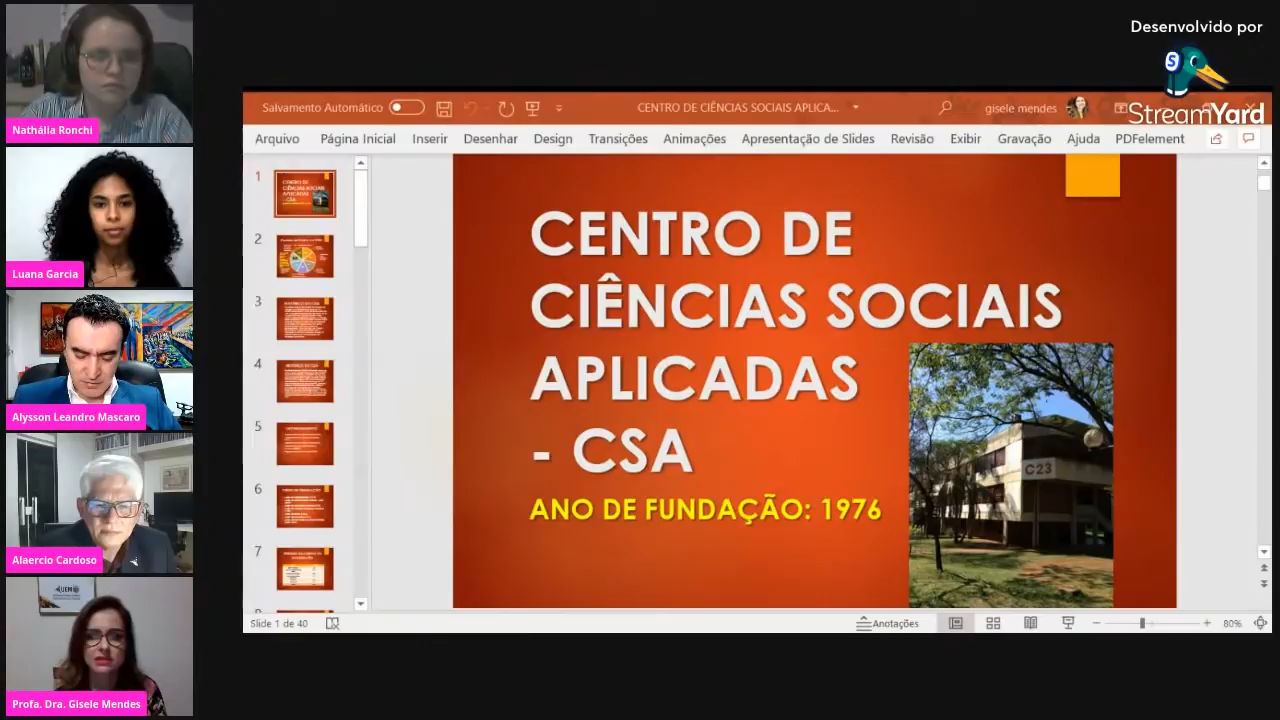 Desenvolvido por
StreamYard
Nathália Ronchi
Luana Garcia
Alysson Leandro Mascaro
Alaercio Cardoso
UEM
Profa. Dra. Gisele Mendes
Salvamento Automático
CENTRO DE CIÊNCIAS SOCIAIS APLICA...
gisele mendes
Arquivo Página Inicial Inserir Desenhar Design Transições Animações Apresentação de Slides Revisão Exibir Gravação Ajuda PDFelement
1
2
3
4
5
6
7
CENTRO DE
CIÊNCIAS SOCIAIS
APLICADAS
- CSA
ANO DE FUNDAÇÃO: 1976
C23
Slide 1 de 40
Anotações
80%